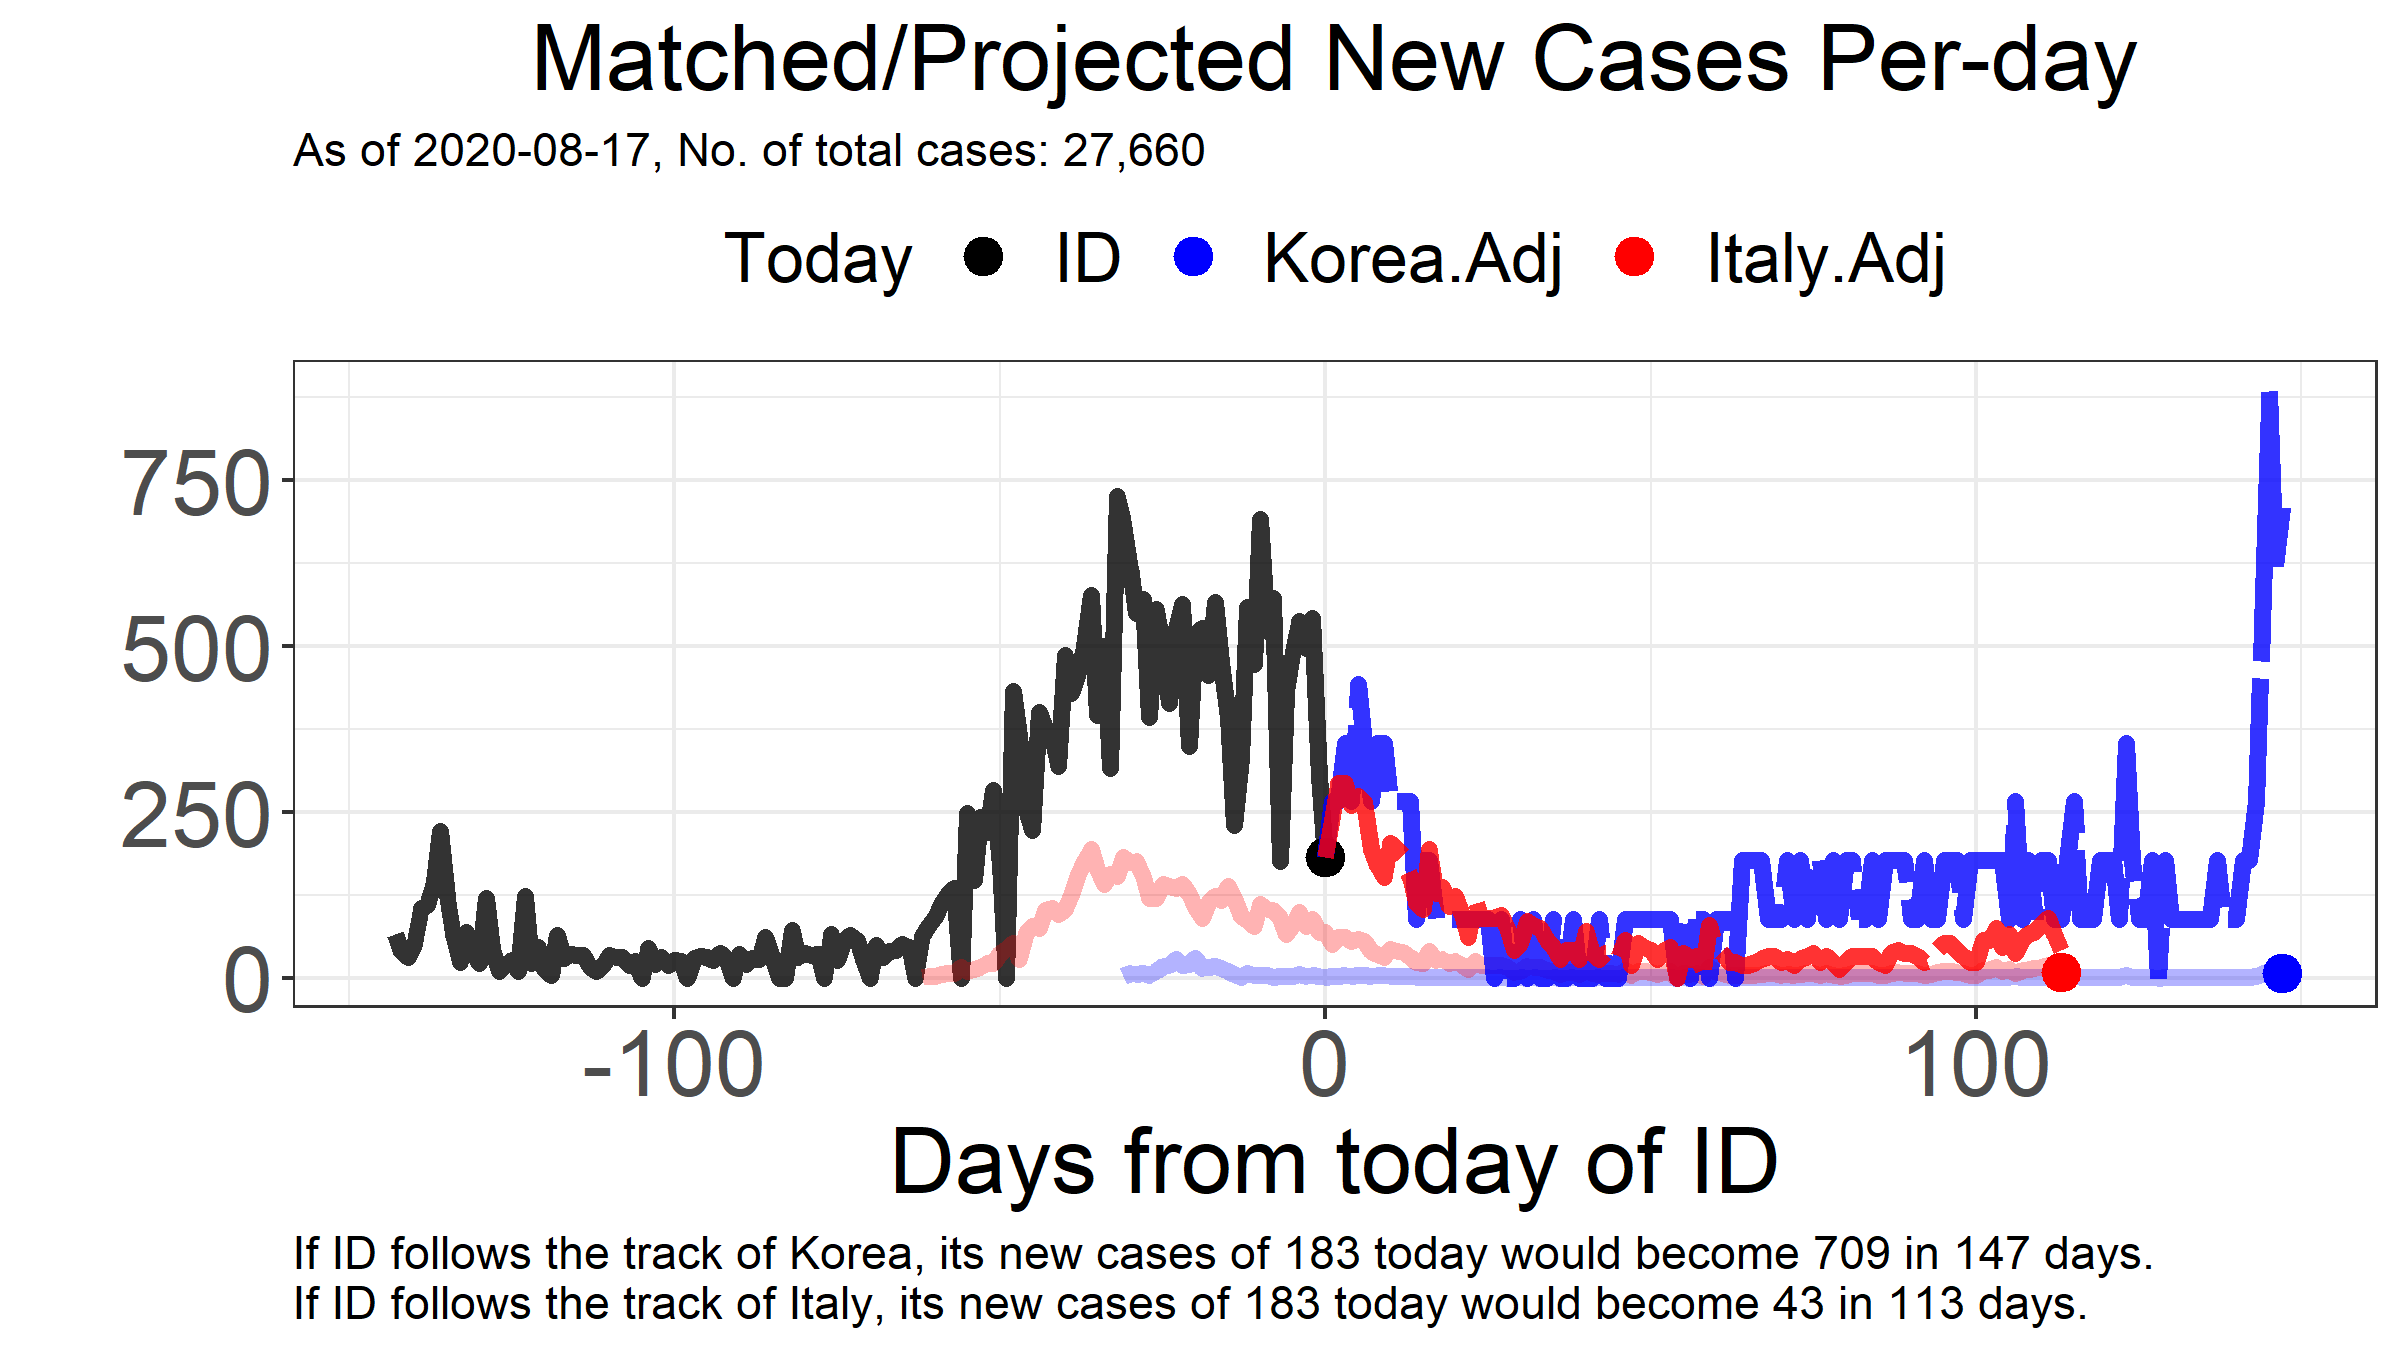 Matched/Projected New Cases Per-day
As of 2020-08-17, No. of total cases: 27,660
Today ID Korea.Adj Italy.Adj
750
500
250
0
-100 0 100
Days from today of ID
If ID follows the track of Korea, its new cases of 183 today would become 709 in 147 days.
If ID follows the track of Italy, its new cases of 183 today would become 43 in 113 days.